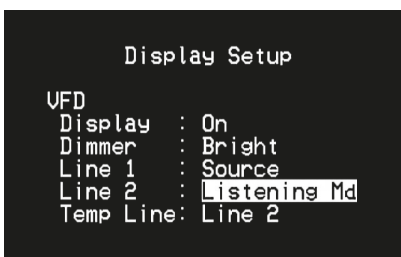 Display Setup
VFD
Display : On
Dimmer : Bright
Line 1 : Source
Line 2 : Listening Md
Temp Line: Line 2